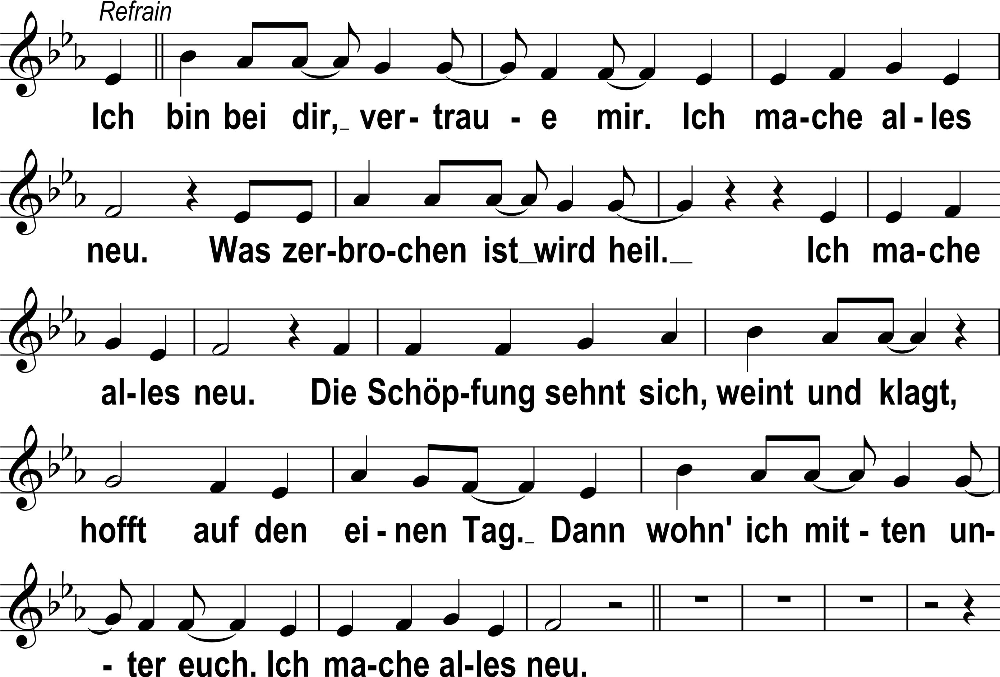 Refrain
Ich bin bei dir,_ ver- trau - e mir. Ich ma-che al-les
neu. Was zer-bro-chen ist_wird heil.__ Ich ma-che
al-les neu. Die Schöp-fung sehnt sich, weint und klagt,
hofft auf den ei-nen Tag._ Dann wohn' ich mit-ten un-
- ter euch. Ich ma-che al-les neu.